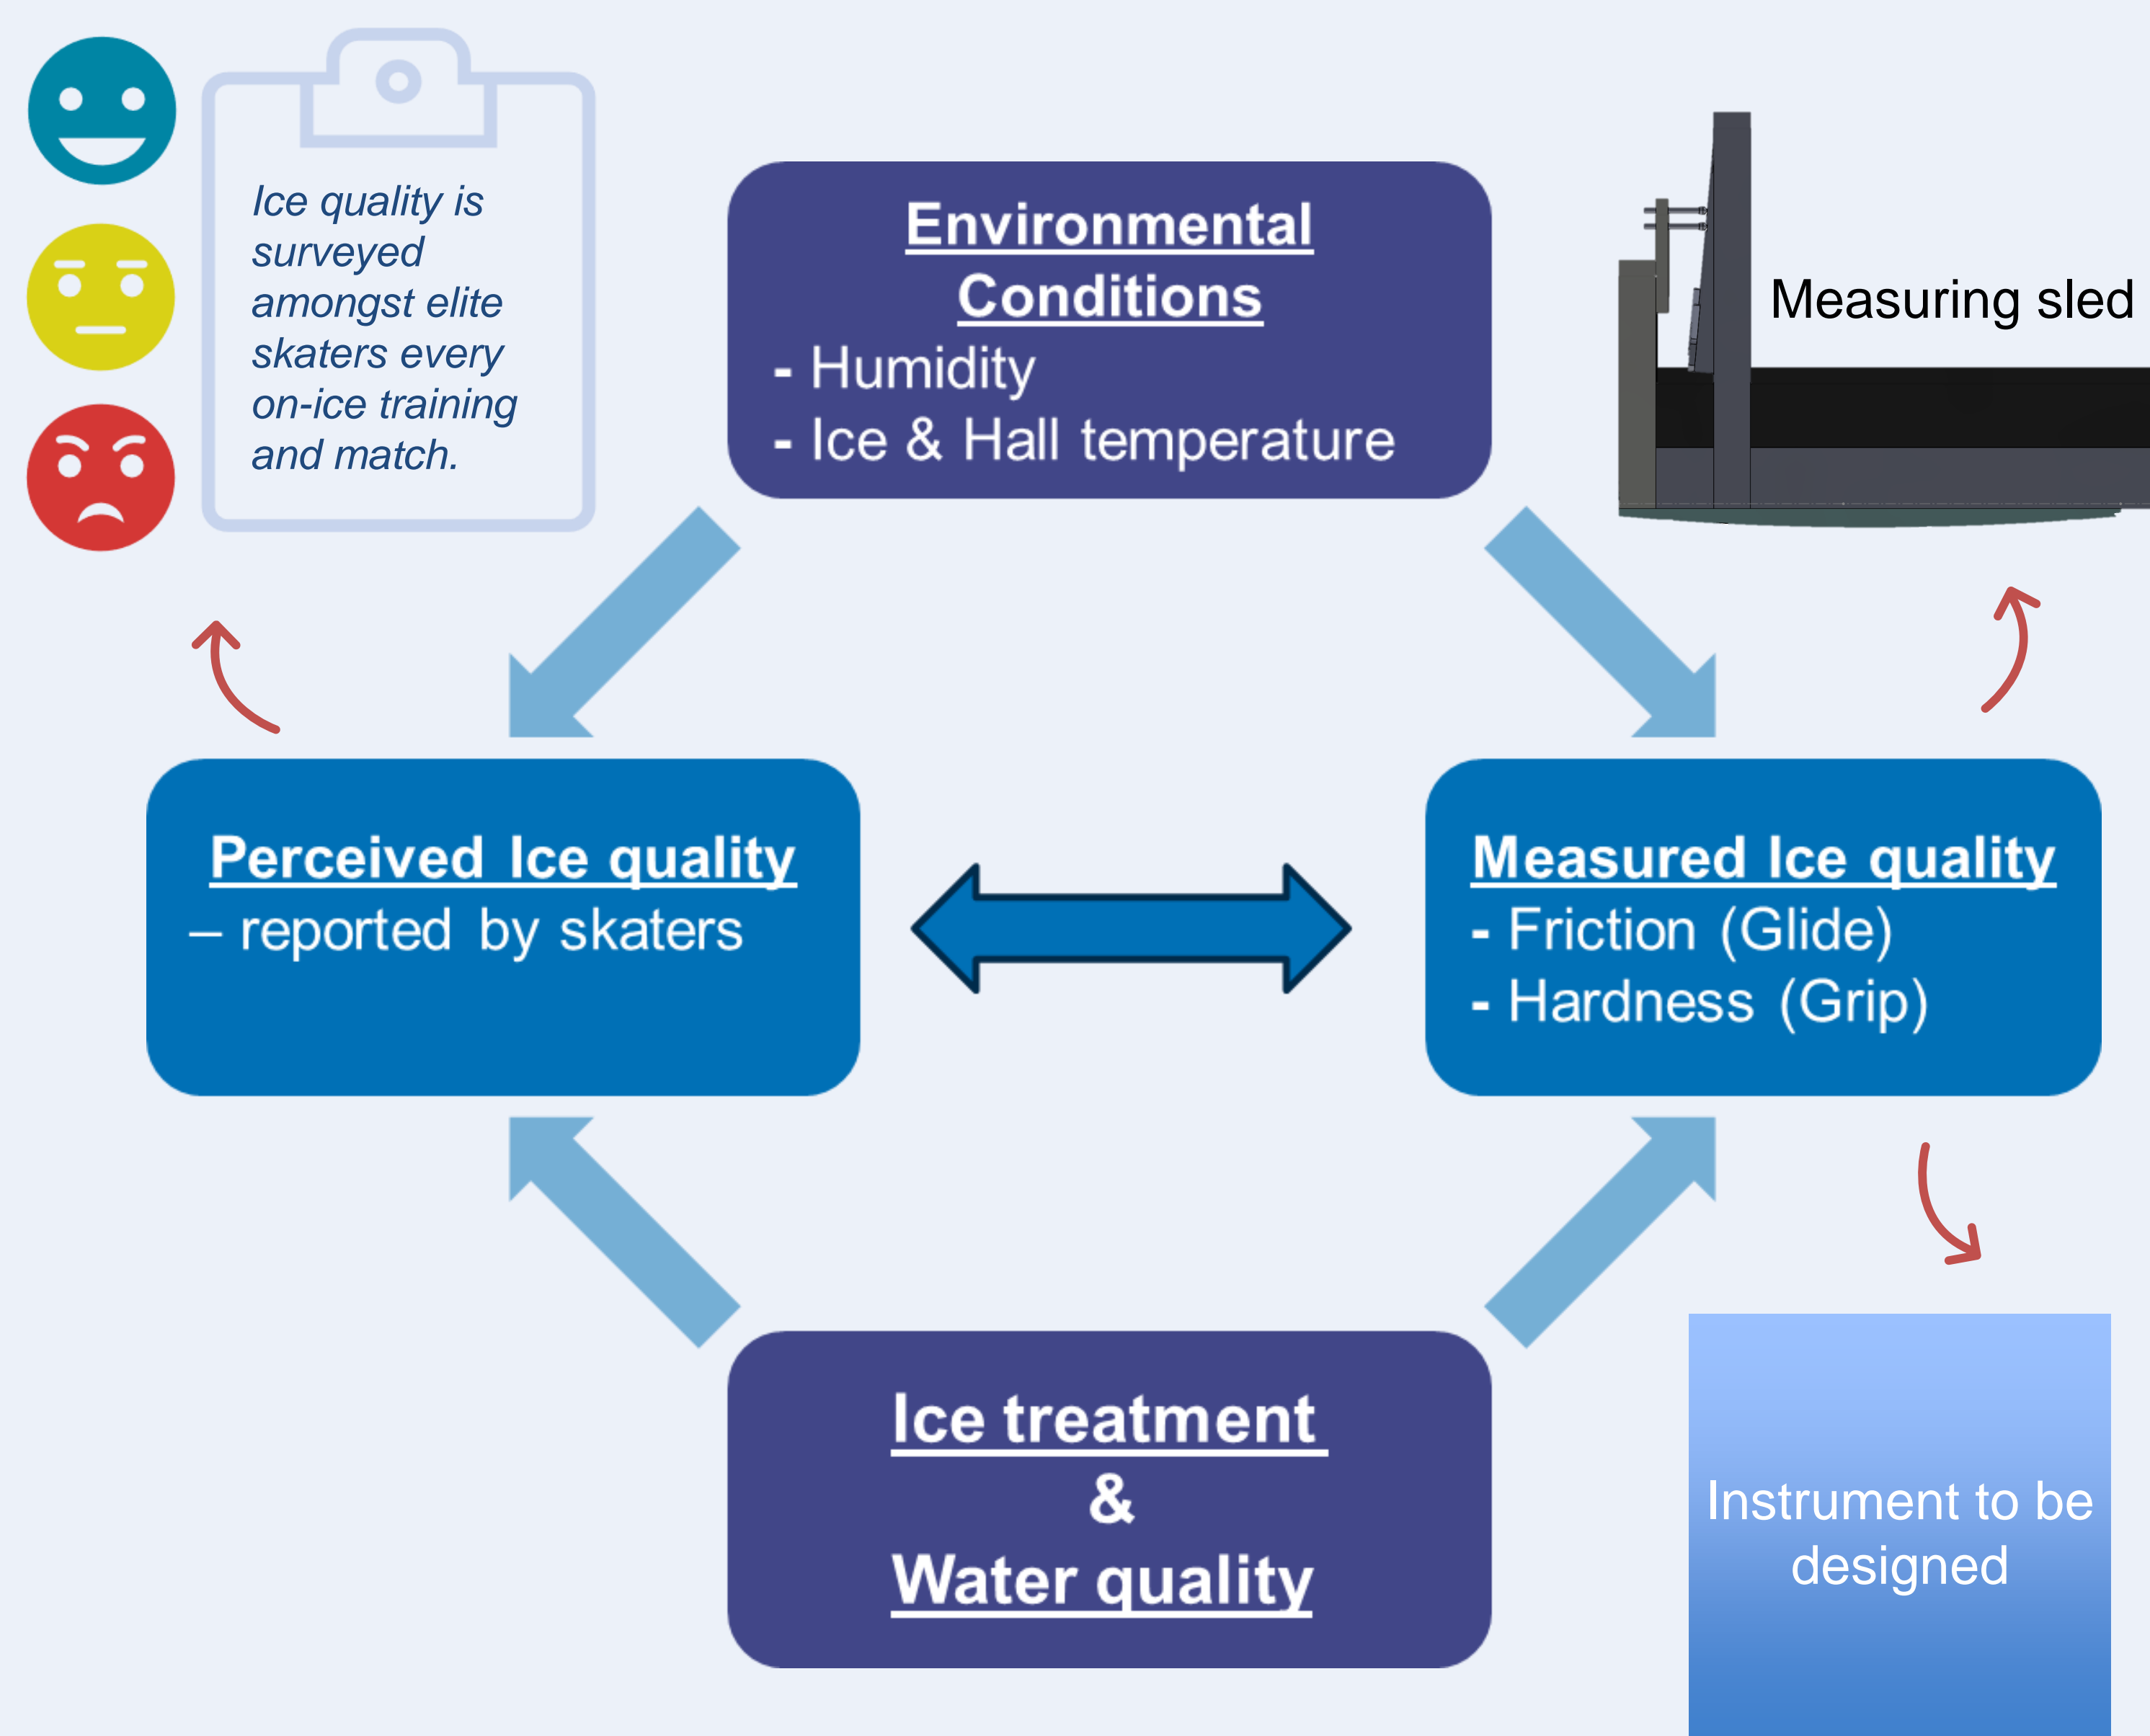 Ice quality is
surveyed
amongst elite
skaters every
on-ice training
and match.
Environmental
Conditions
- Humidity
- Ice & Hall temperature
Measuring sled
Perceived Ice quality
– reported by skaters
Measured Ice quality
- Friction (Glide)
- Hardness (Grip)
Ice treatment
&
Water quality
Instrument to be
designed